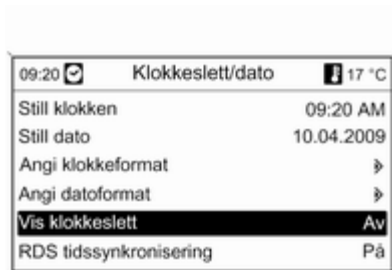 09:20 Klokkeslett/dato 17 °C
Still klokken 09:20 AM
Still dato 10.04.2009
Angi klokkeformat
Angi datoformat
Vis klokkeslett Av
RDS tidssynkronisering På